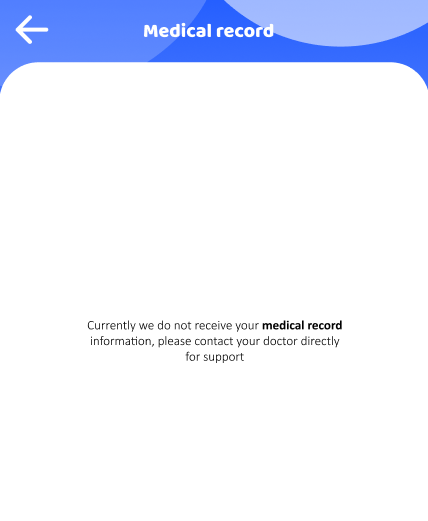 Medical record
Currently we do not receive your medical record
information, please contact your doctor directly
for support